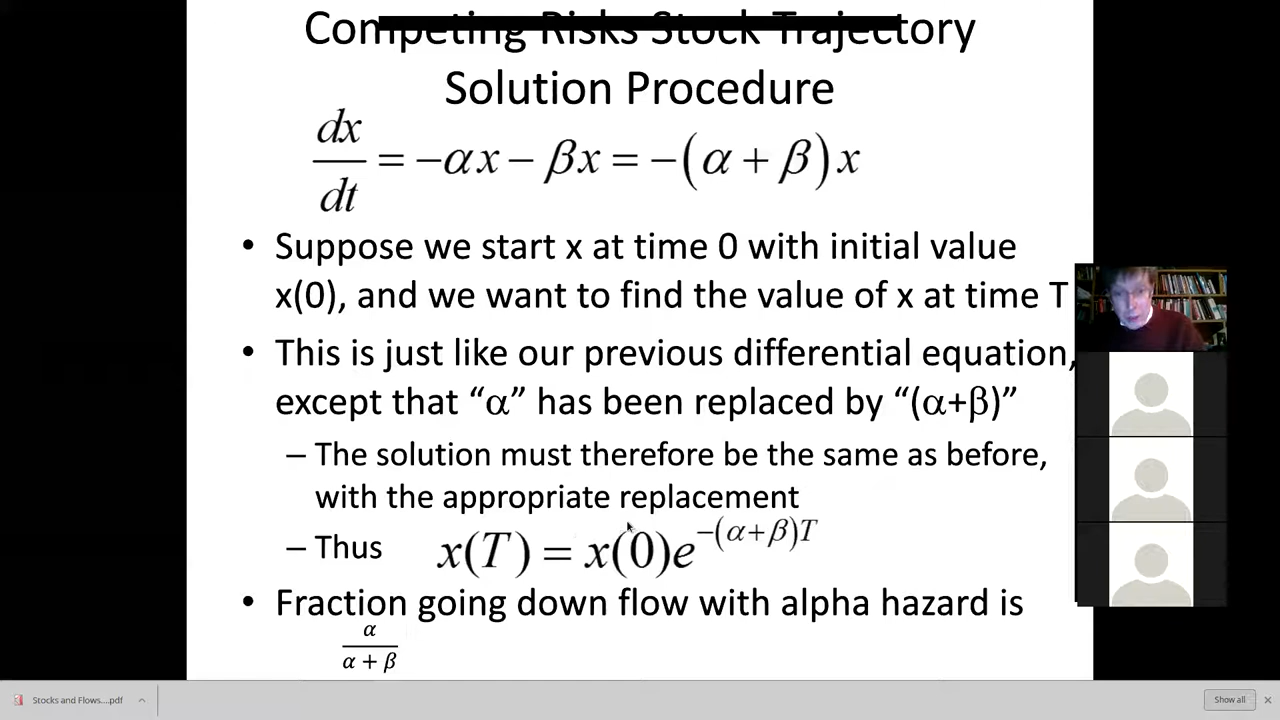 Competing Risks Stock Trajectory
Solution Procedure
dx/dt = −αx − βx = −(α + β)x
• Suppose we start x at time 0 with initial value
x(0), and we want to find the value of x at time T
• This is just like our previous differential equation,
except that “α” has been replaced by “(α+β)”
– The solution must therefore be the same as before,
with the appropriate replacement
– Thus x(T) = x(0)e^{−(α+β)T}
• Fraction going down flow with alpha hazard is
α/(α + β)
Stocks and Flows....pdf
Show all